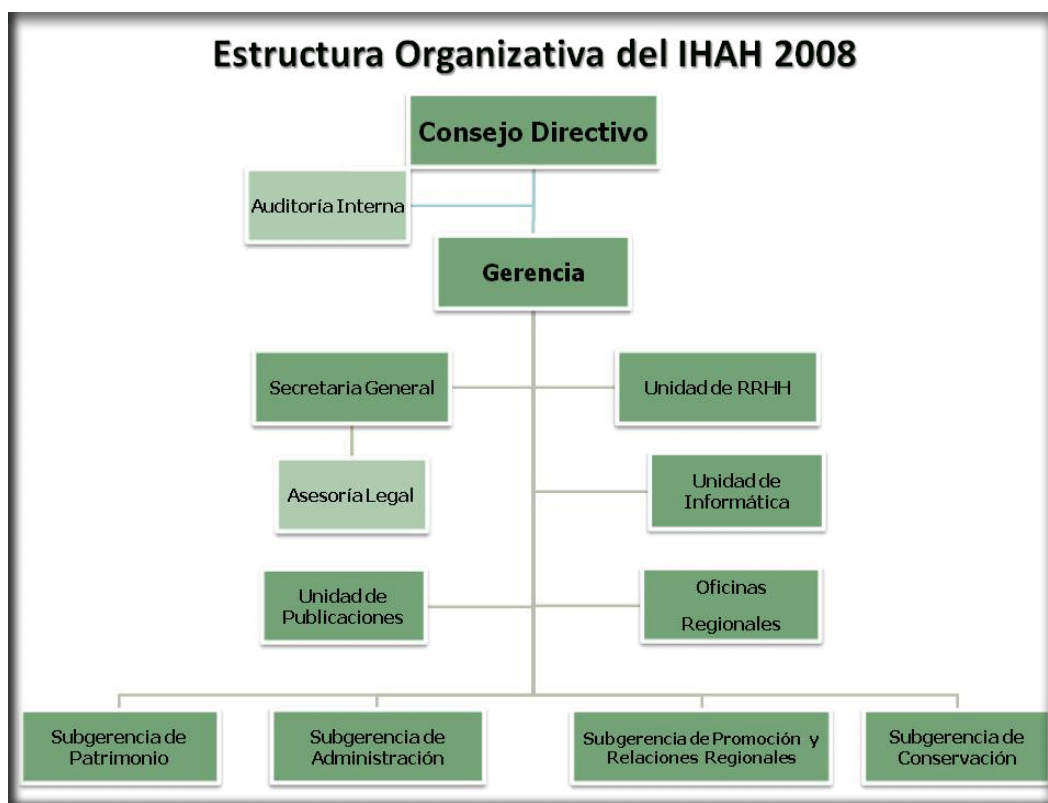 Estructura Organizativa del IHAH 2008
Consejo Directivo
Auditoría Interna
Gerencia
Secretaria General
Unidad de RRHH
Asesoría Legal
Unidad de
Informática
Unidad de
Publicaciones
Oficinas
Regionales
Subgerencia de
Patrimonio
Subgerencia de
Administración
Subgerencia de Promoción y
Relaciones Regionales
Subgerencia de
Conservación